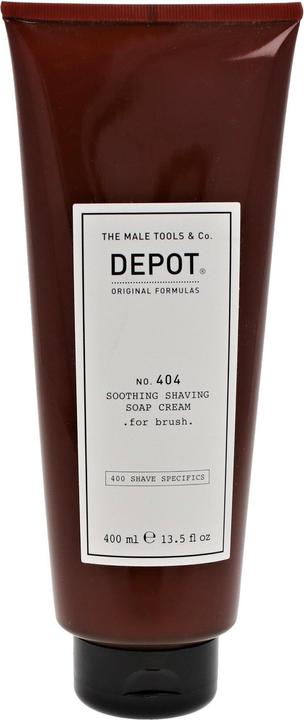 THE MALE TOOLS & Co.
DEPOT®
ORIGINAL FORMULAS
NO. 404
SOOTHING SHAVING
SOAP CREAM
.for brush.
400 SHAVE SPECIFICS
400 ml ℮ 13.5 fl oz